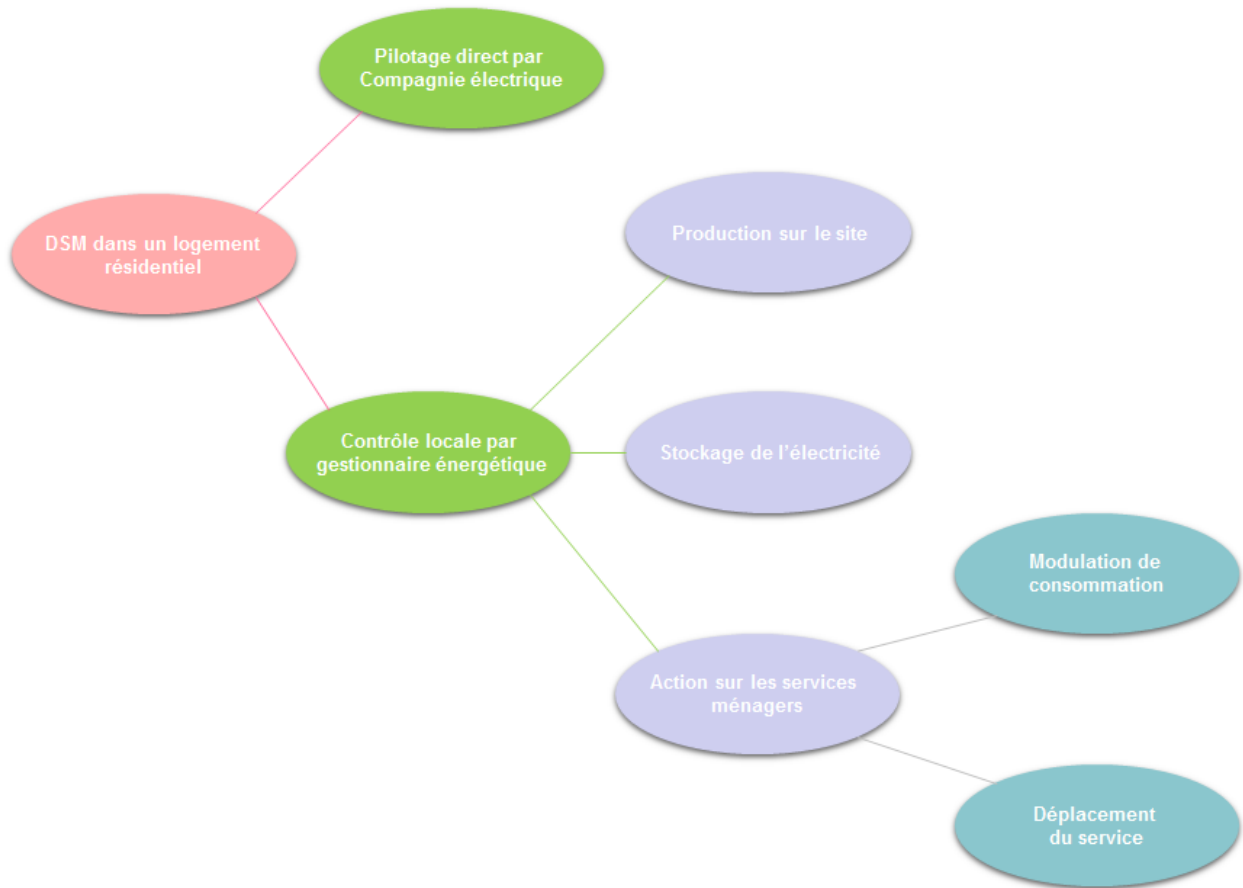 Pilotage direct par
Compagnie électrique
DSM dans un logement
résidentiel
Production sur le site
Contrôle locale par
gestionnaire énergétique
Stockage de l'électricité
Modulation de
consommation
Action sur les services
ménagers
Déplacement
du service